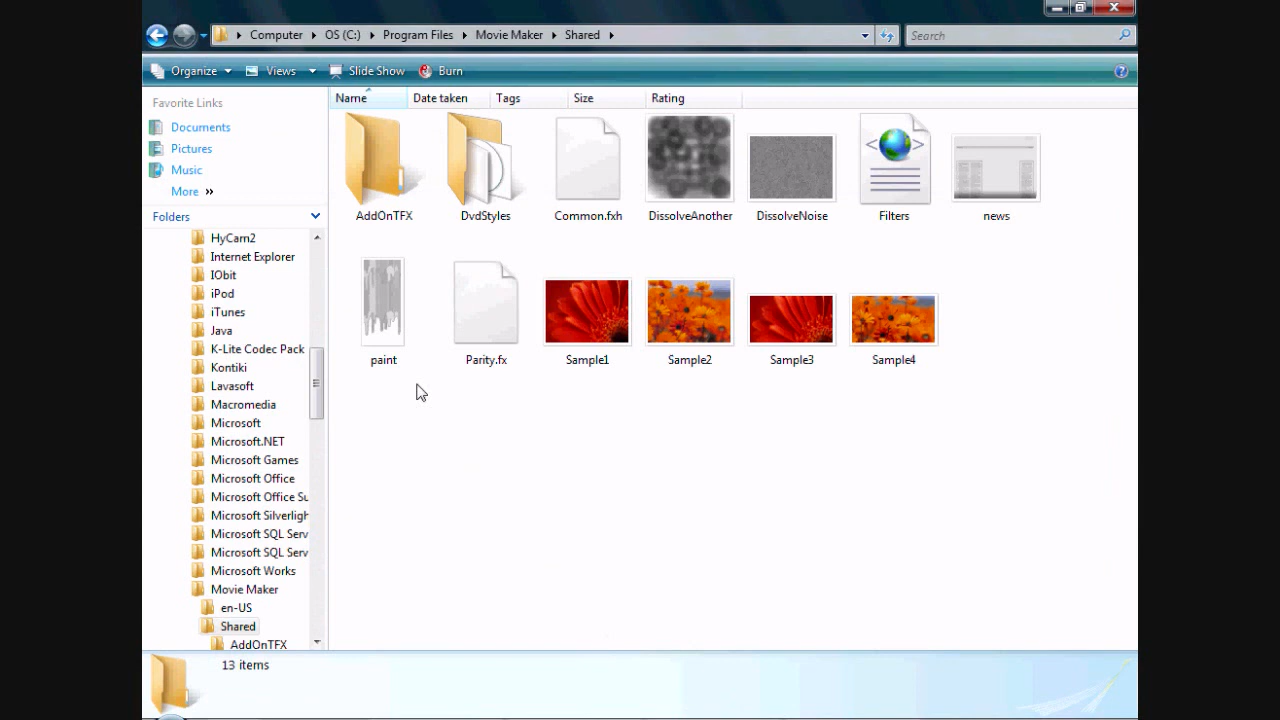 Computer OS (C:) Program Files Movie Maker Shared
Search
Organize Views Slide Show Burn
Favorite Links
Documents
Pictures
Music
More »
Folders
HyCam2
Internet Explorer
IObit
iPod
iTunes
Java
K-Lite Codec Pack
Kontiki
Lavasoft
Macromedia
Microsoft
Microsoft.NET
Microsoft Games
Microsoft Office
Microsoft Office Su
Microsoft Silverligh
Microsoft SQL Serv
Microsoft SQL Serv
Microsoft Works
Movie Maker
en-US
Shared
AddOnTFX
Name Date taken Tags Size Rating
AddOnTFX DvdStyles Common.fxh DissolveAnother DissolveNoise Filters news
paint Parity.fx Sample1 Sample2 Sample3 Sample4
13 items